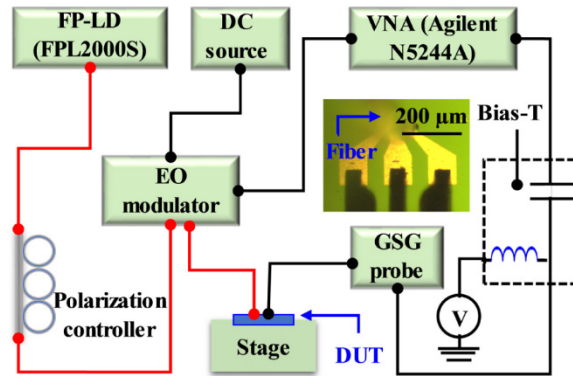 FP-LD
(FPL2000S)
DC
source
VNA (Agilent
N5244A)
200 μm
Fiber
Bias-T
EO
modulator
GSG
probe
Polarization
controller
V
Stage
DUT